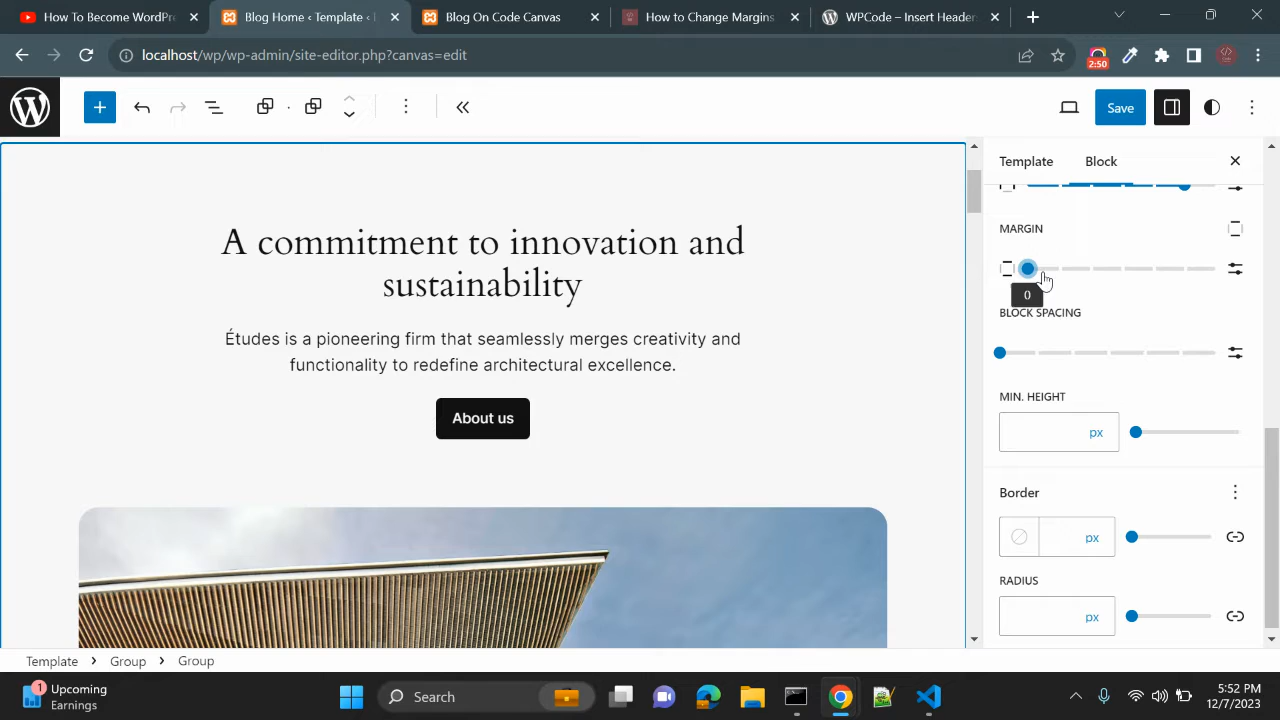 How To Become WordPre
Blog Home ‹ Template ‹
Blog On Code Canvas
How to Change Margins
WPCode – Insert Headers
localhost/wp/wp-admin/site-editor.php?canvas=edit
2:50
Save
Template
Block
MARGIN
0
BLOCK SPACING
MIN. HEIGHT
px
Border
px
RADIUS
px
A commitment to innovation and
sustainability
Études is a pioneering firm that seamlessly merges creativity and
functionality to redefine architectural excellence.
About us
Template
Group
Group
1
Upcoming
Earnings
Search
5:52 PM
12/7/2023